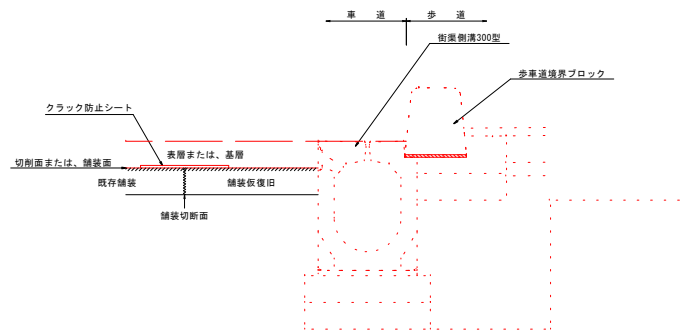 車　道　歩　道
街渠側溝300型
歩車道境界ブロック
クラック防止シート
表層または、基層
切削面または、舗装面
既存舗装　舗装仮復旧
舗装切断面